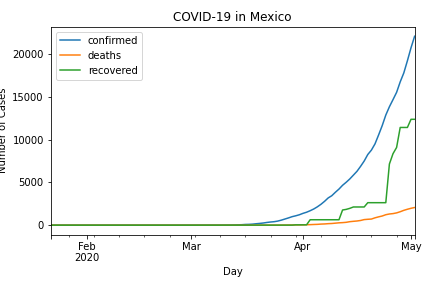 COVID-19 in Mexico
confirmed
deaths
recovered
Number of Cases
20000
15000
10000
5000
0
Feb
2020
Mar
Apr
May
Day